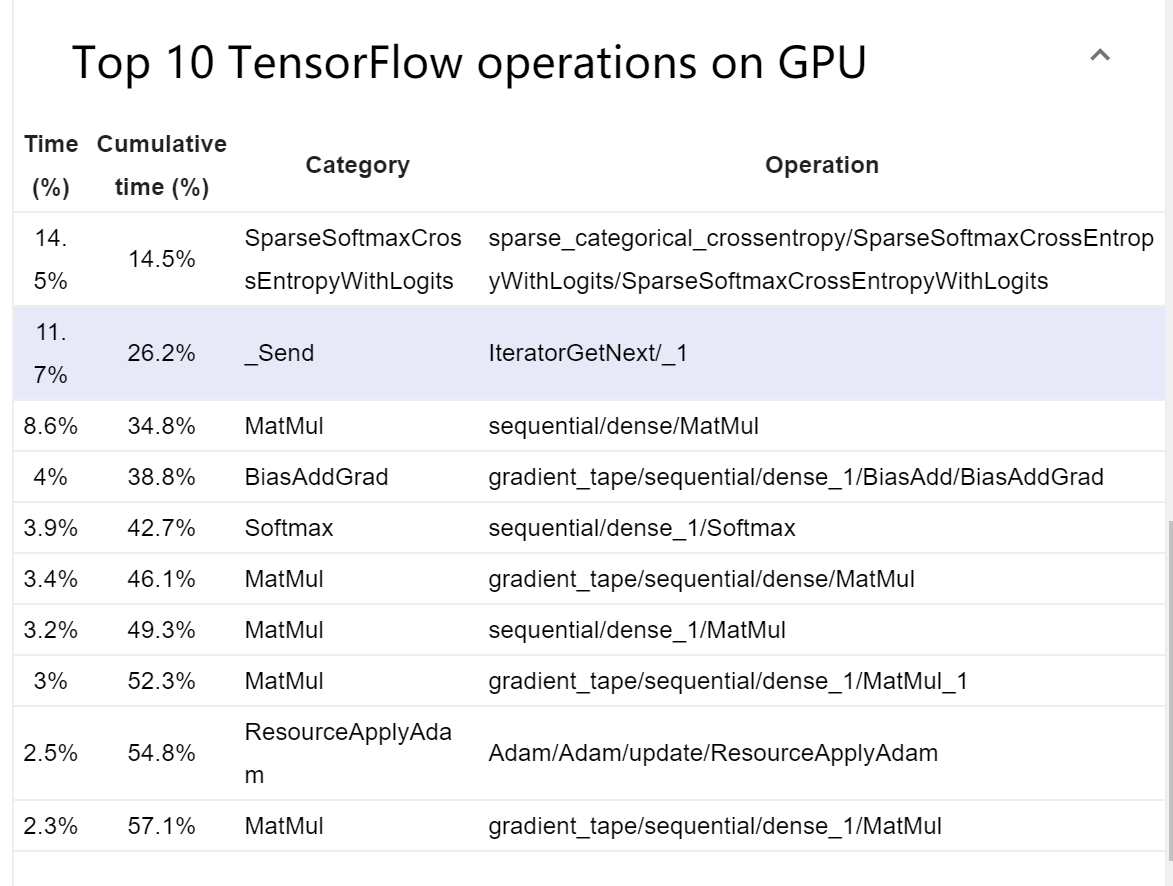 Top 10 TensorFlow operations on GPU
Time (%) Cumulative time (%) Category Operation
14.5% 14.5% SparseSoftmaxCrossEntropyWithLogits sparse_categorical_crossentropy/SparseSoftmaxCrossEntropyWithLogits/SparseSoftmaxCrossEntropyWithLogits
11.7% 26.2% _Send IteratorGetNext/_1
8.6% 34.8% MatMul sequential/dense/MatMul
4% 38.8% BiasAddGrad gradient_tape/sequential/dense_1/BiasAdd/BiasAddGrad
3.9% 42.7% Softmax sequential/dense_1/Softmax
3.4% 46.1% MatMul gradient_tape/sequential/dense/MatMul
3.2% 49.3% MatMul sequential/dense_1/MatMul
3% 52.3% MatMul gradient_tape/sequential/dense_1/MatMul_1
2.5% 54.8% ResourceApplyAdam Adam/Adam/update/ResourceApplyAdam
2.3% 57.1% MatMul gradient_tape/sequential/dense_1/MatMul